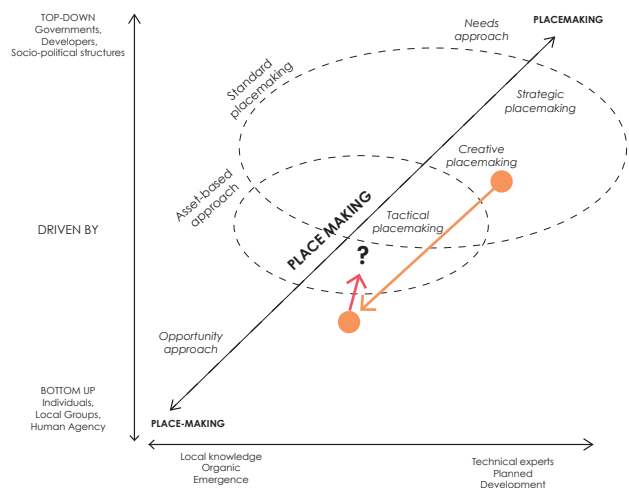 TOP-DOWN
Governments,
Developers,
Socio-political structures
Needs
approach
PLACEMAKING
Standard
placemaking
Strategic
placemaking
Creative
placemaking
Asset-based
approach
Tactical
placemaking
PLACE MAKING
?
DRIVEN BY
Opportunity
approach
BOTTOM UP
Individuals,
Local Groups,
Human Agency
PLACE-MAKING
Local knowledge
Organic
Emergence
Technical experts
Planned
Development